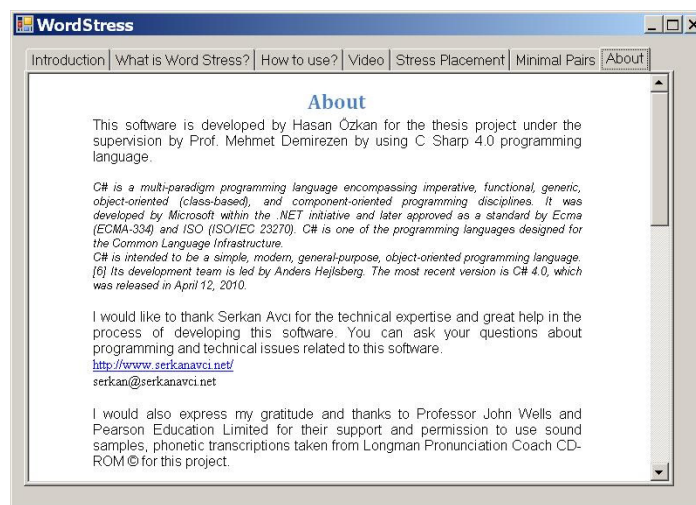 WordStress
Introduction What is Word Stress? How to use? Video Stress Placement Minimal Pairs About
About
This software is developed by Hasan Özkan for the thesis project under the
supervision by Prof. Mehmet Demirezen by using C Sharp 4.0 programming
language.
C# is a multi-paradigm programming language encompassing imperative, functional, generic,
object-oriented (class-based), and component-oriented programming disciplines. It was
developed by Microsoft within the .NET initiative and later approved as a standard by Ecma
(ECMA-334) and ISO (ISO/IEC 23270). C# is one of the programming languages designed for
the Common Language Infrastructure.
C# is intended to be a simple, modern, general-purpose, object-oriented programming language.
[6] Its development team is led by Anders Hejlsberg. The most recent version is C# 4.0, which
was released in April 12, 2010.
I would like to thank Serkan Avcı for the technical expertise and great help in the
process of developing this software. You can ask your questions about
programming and technical issues related to this software.
http://www.serkanavci.net/
serkan@serkanavci.net
I would also express my gratitude and thanks to Professor John Wells and
Pearson Education Limited for their support and permission to use sound
samples, phonetic transcriptions taken from Longman Pronunciation Coach CD-
ROM © for this project.